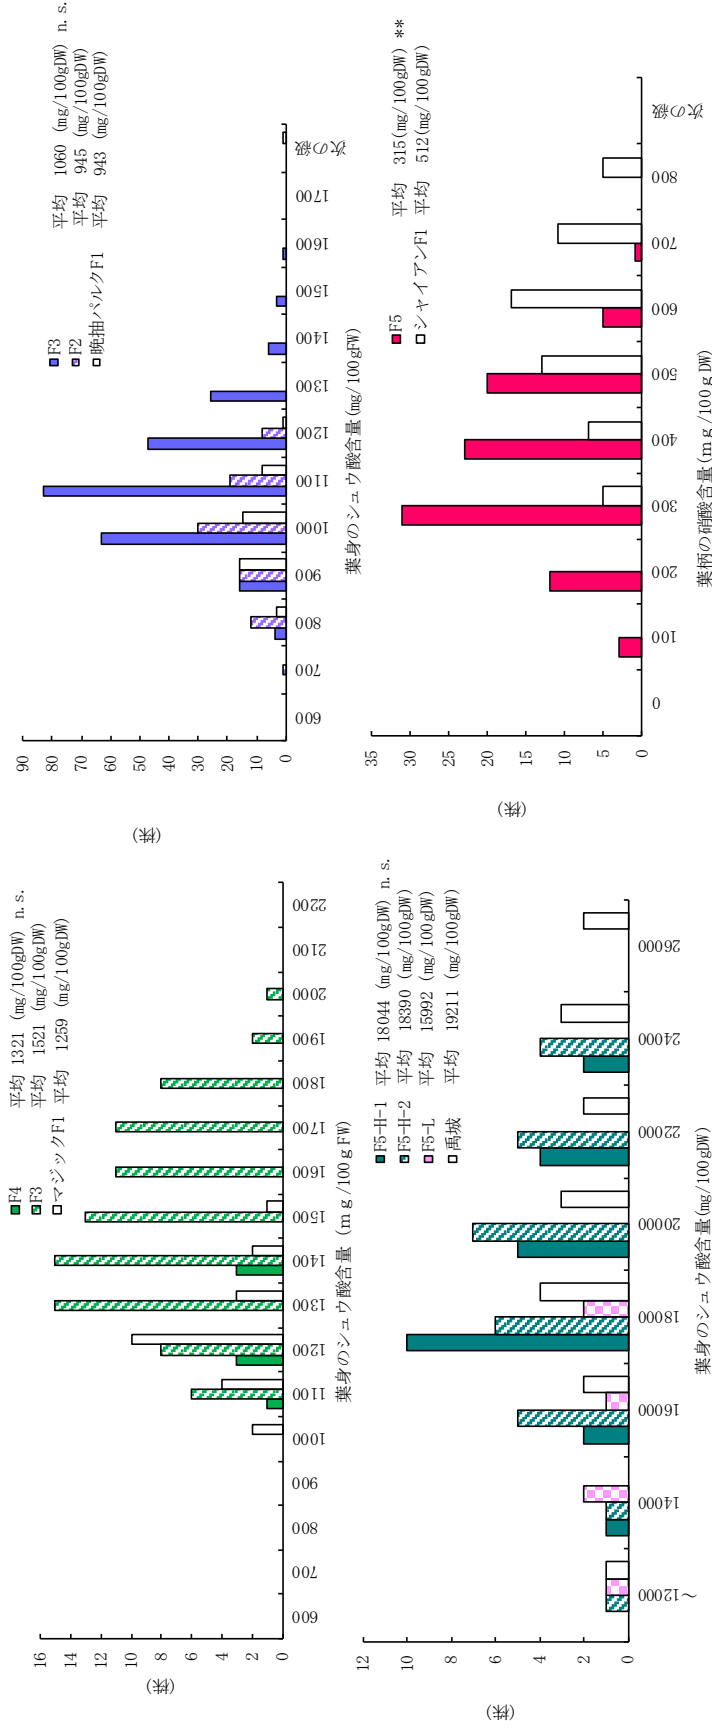 F4 平均 1321 (mg/100gDW) n.s.
F3 平均 1521 (mg/100gDW)
マジックF1 平均 1259 (mg/100gDW)
(株)
16
14
12
10
8
6
4
2
0
600 700 800 900 1000 1100 1200 1300 1400 1500 1600 1700 1800 1900 2000 2100 2200
葉身のシュウ酸含量 (mg/100gFW)
平均 1060 (mg/100gDW) n.s.
平均 945 (mg/100gDW)
平均 943 (mg/100gDW)
F3
F2
晩抽パルクF1
(株)
90
80
70
60
50
40
30
20
10
0
600 700 800 900 1000 1100 1200 1300 1400 1500 1600 1700 次の級
葉身のシュウ酸含量(mg/100gFW)
F5-H-1 平均 18044 (mg/100gDW) n.s.
F5-H-2 平均 18390 (mg/100gDW)
F5-L 平均 15992 (mg/100gDW)
禹城 平均 19211 (mg/100gDW)
(株)
12
10
8
6
4
2
0
～12000 14000 16000 18000 20000 22000 24000 26000
葉身のシュウ酸含量(mg/100gDW)
F5 平均 315(mg/100gDW) **
シャイアンF1 平均 512(mg/100gDW)
(株)
35
30
25
20
15
10
5
0
0 100 200 300 400 500 600 700 800 次の級
葉柄の硝酸含量(mg/100gDW)